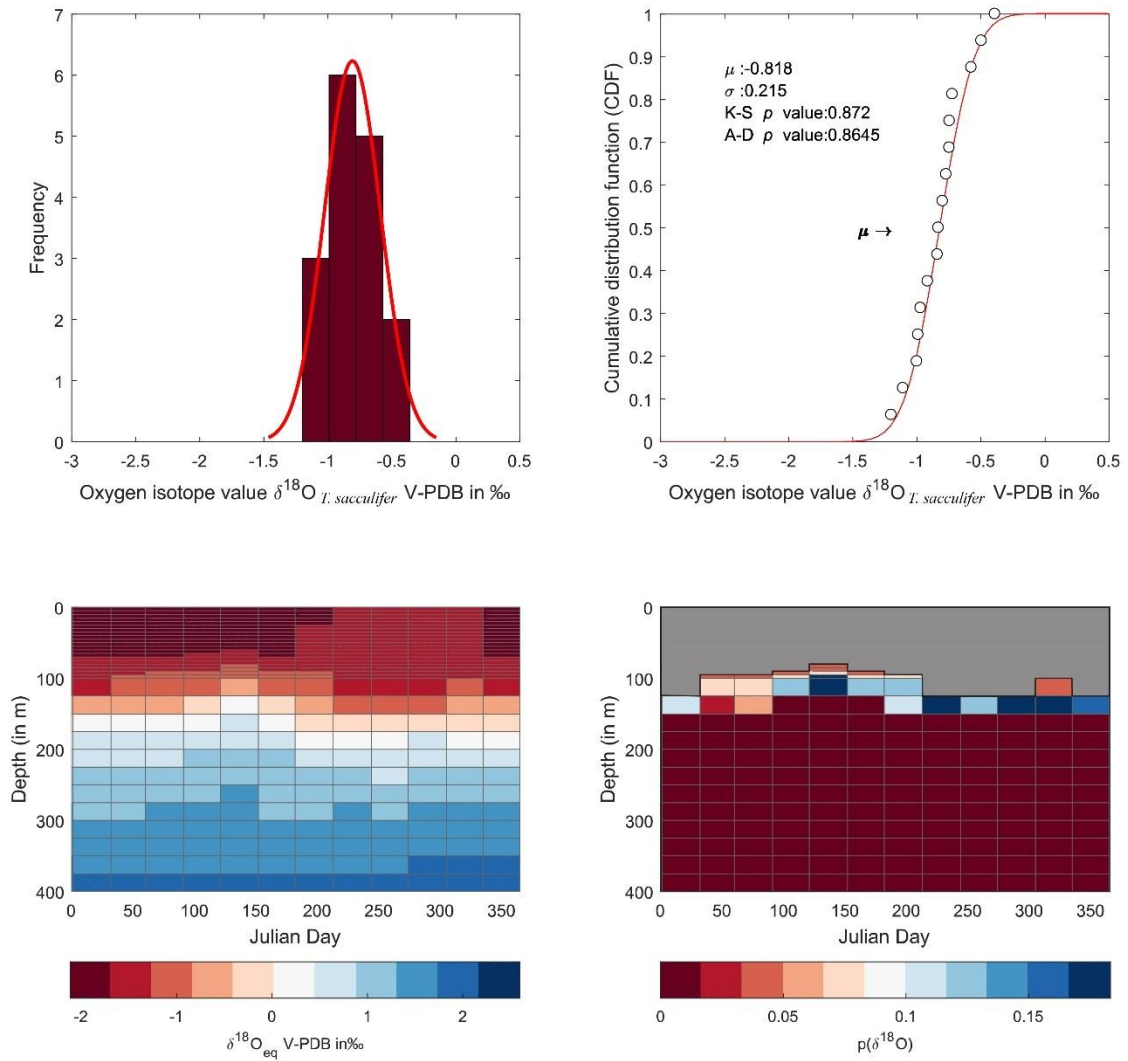 7
6
5
4
3
2
1
0
Frequency
-3 -2.5 -2 -1.5 -1 -0.5 0 0.5
Oxygen isotope value δ18O T. sacculifer V-PDB in ‰
1
0.9
0.8
0.7
0.6
0.5
0.4
0.3
0.2
0.1
0
Cumulative distribution function (CDF)
μ :-0.818
σ :0.215
K-S p value:0.872
A-D p value:0.8645
μ →
-3 -2.5 -2 -1.5 -1 -0.5 0 0.5
Oxygen isotope value δ18O T. sacculifer V-PDB in ‰
0
100
200
300
400
Depth (in m)
0 50 100 150 200 250 300 350
Julian Day
-2 -1 0 1 2
δ18Oeq V-PDB in‰
0
100
200
300
400
Depth (in m)
0 50 100 150 200 250 300 350
Julian Day
0 0.05 0.1 0.15
p(δ18O)